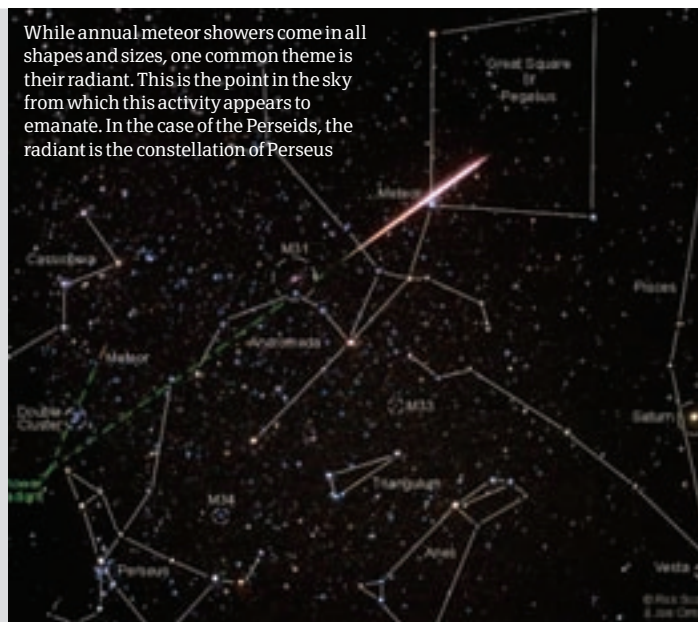 While annual meteor showers come in all
shapes and sizes, one common theme is
their radiant. This is the point in the sky
from which this activity appears to
emanate. In the case of the Perseids, the
radiant is the constellation of Perseus
Great Square
of
Pegasus
Meteor
M31
Cassiopeia
Pisces
Andromeda
Meteor
Double
Cluster
M33
Saturn
Triangulum
M34
Aries
Perseus
Vesta